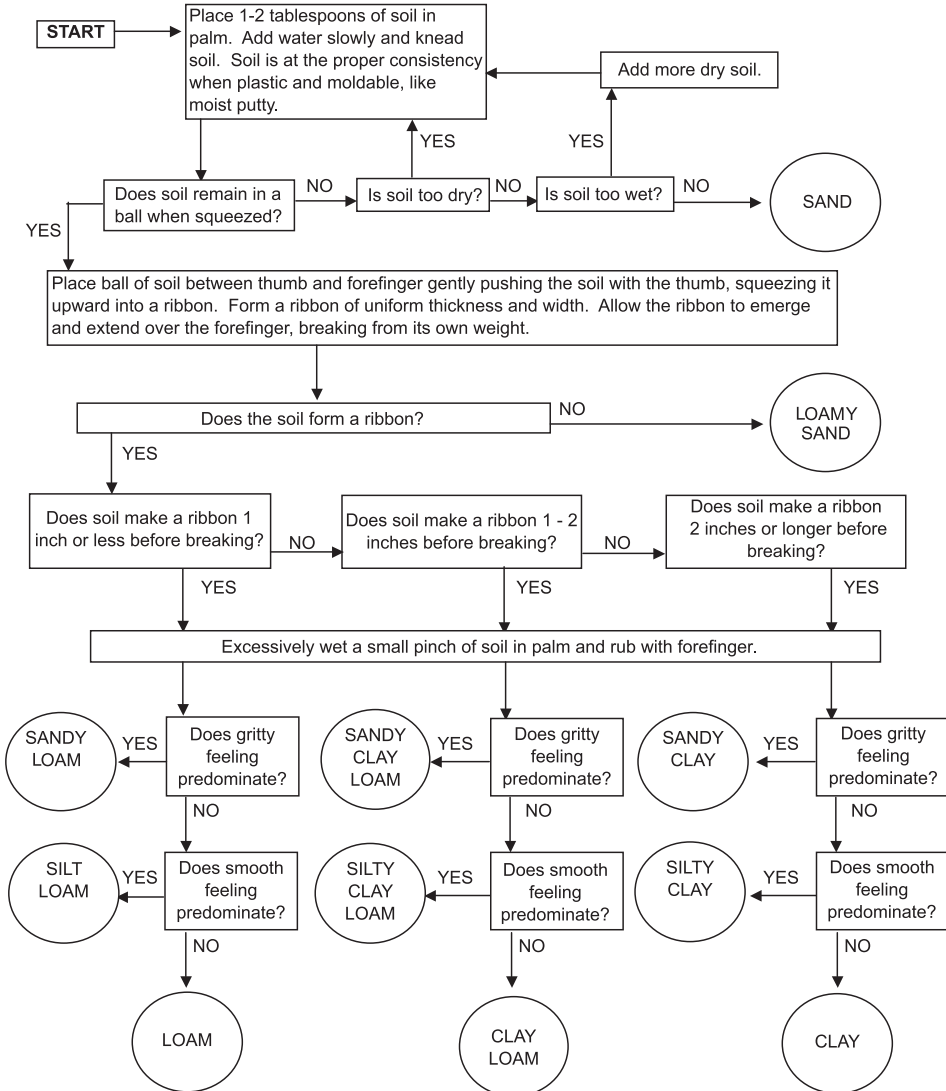 START
Place 1-2 tablespoons of soil in
palm. Add water slowly and knead
soil. Soil is at the proper consistency
when plastic and moldable, like
moist putty.
Add more dry soil.
YES
YES
Does soil remain in a
ball when squeezed?
NO
Is soil too dry?
NO
Is soil too wet?
NO
SAND
YES
Place ball of soil between thumb and forefinger gently pushing the soil with the thumb, squeezing it
upward into a ribbon. Form a ribbon of uniform thickness and width. Allow the ribbon to emerge
and extend over the forefinger, breaking from its own weight.
Does the soil form a ribbon?
NO
LOAMY
SAND
YES
Does soil make a ribbon 1
inch or less before breaking?
NO
Does soil make a ribbon 1 - 2
inches before breaking?
NO
Does soil make a ribbon
2 inches or longer before
breaking?
YES
YES
YES
Excessively wet a small pinch of soil in palm and rub with forefinger.
SANDY
LOAM
YES
Does gritty
feeling
predominate?
SANDY
CLAY
LOAM
YES
Does gritty
feeling
predominate?
SANDY
CLAY
YES
Does gritty
feeling
predominate?
NO
NO
NO
SILT
LOAM
YES
Does smooth
feeling
predominate?
SILTY
CLAY
LOAM
YES
Does smooth
feeling
predominate?
SILTY
CLAY
YES
Does smooth
feeling
predominate?
NO
NO
NO
LOAM
CLAY
LOAM
CLAY